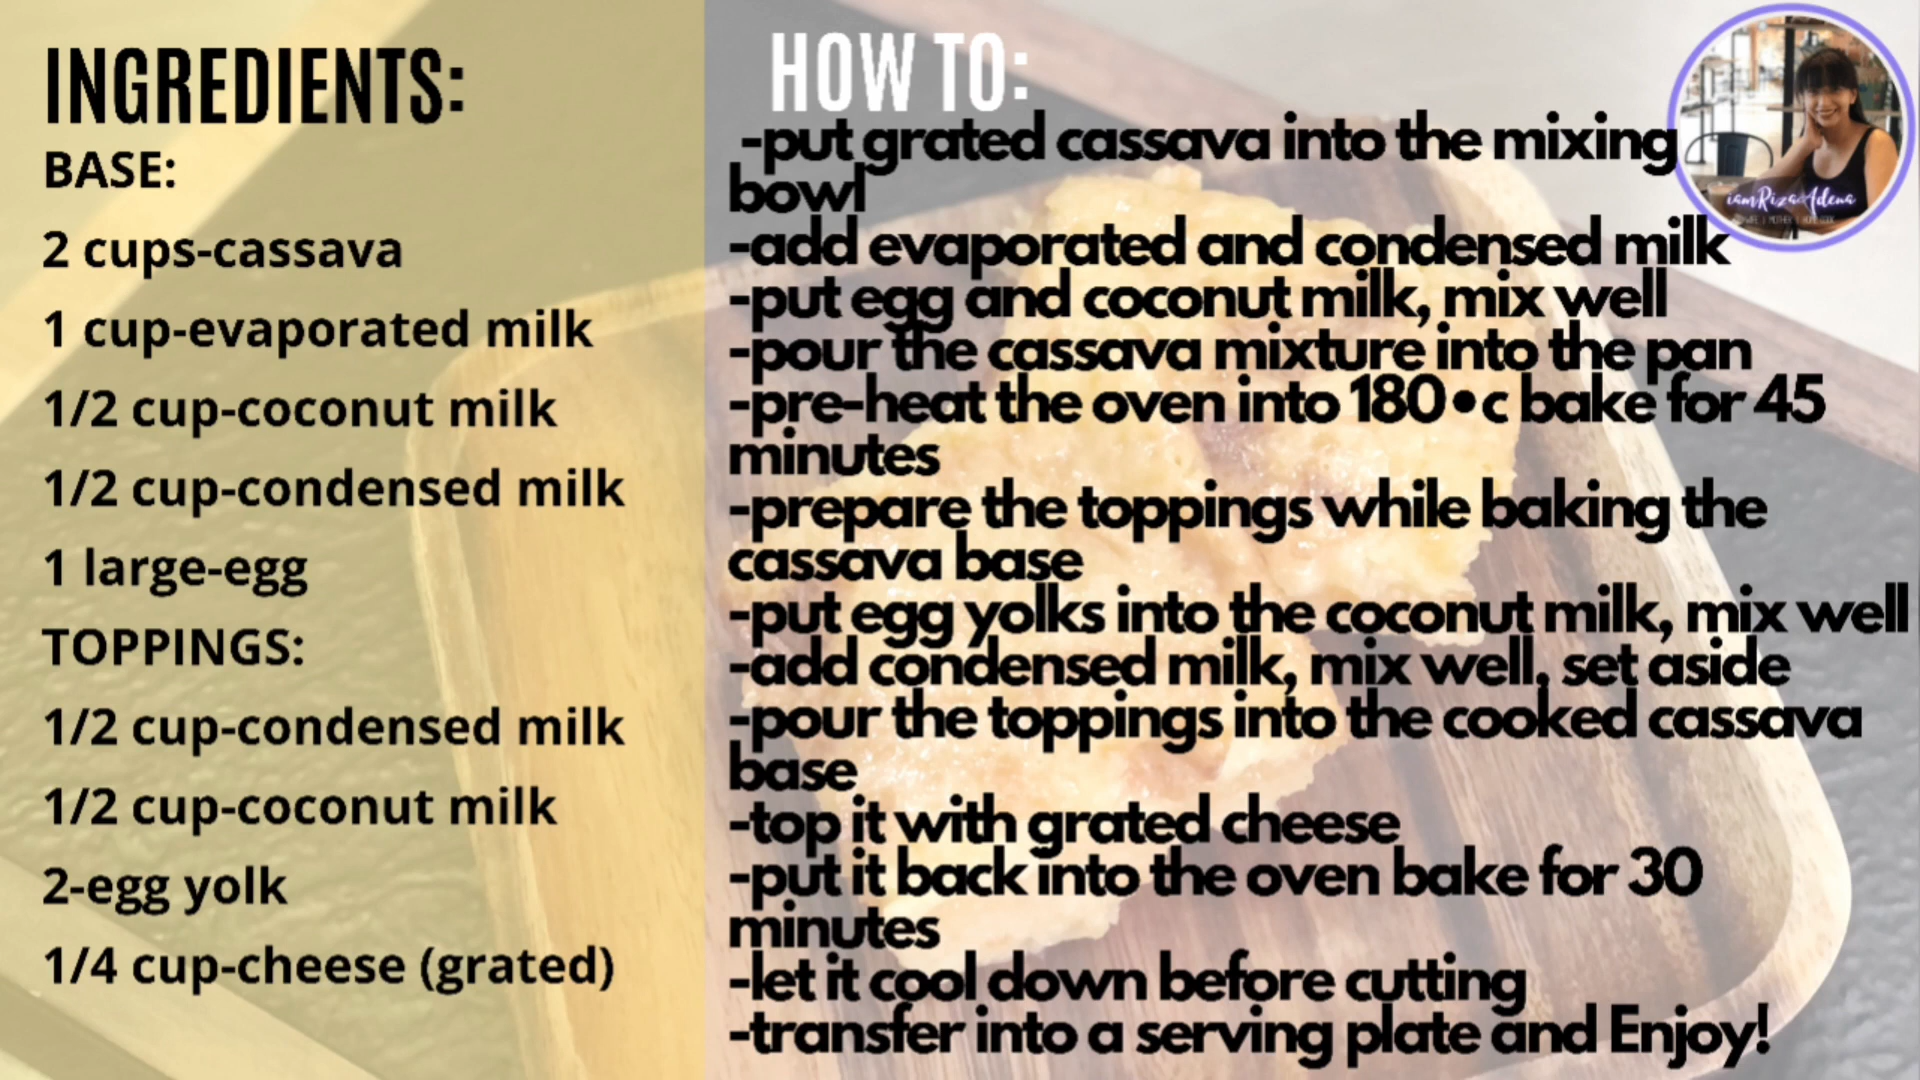 INGREDIENTS:
BASE:
2 cups-cassava
1 cup-evaporated milk
1/2 cup-coconut milk
1/2 cup-condensed milk
1 large-egg
TOPPINGS:
1/2 cup-condensed milk
1/2 cup-coconut milk
2-egg yolk
1/4 cup-cheese (grated)
HOW TO:
-put grated cassava into the mixing
bowl
-add evaporated and condensed milk
-put egg and coconut milk, mix well
-pour the cassava mixture into the pan
-pre-heat the oven into 180•c bake for 45
minutes
-prepare the toppings while baking the
cassava base
-put egg yolks into the coconut milk, mix well
-add condensed milk, mix well, set aside
-pour the toppings into the cooked cassava
base
-top it with grated cheese
-put it back into the oven bake for 30
minutes
-let it cool down before cutting
-transfer into a serving plate and Enjoy!
iamRizaAdena